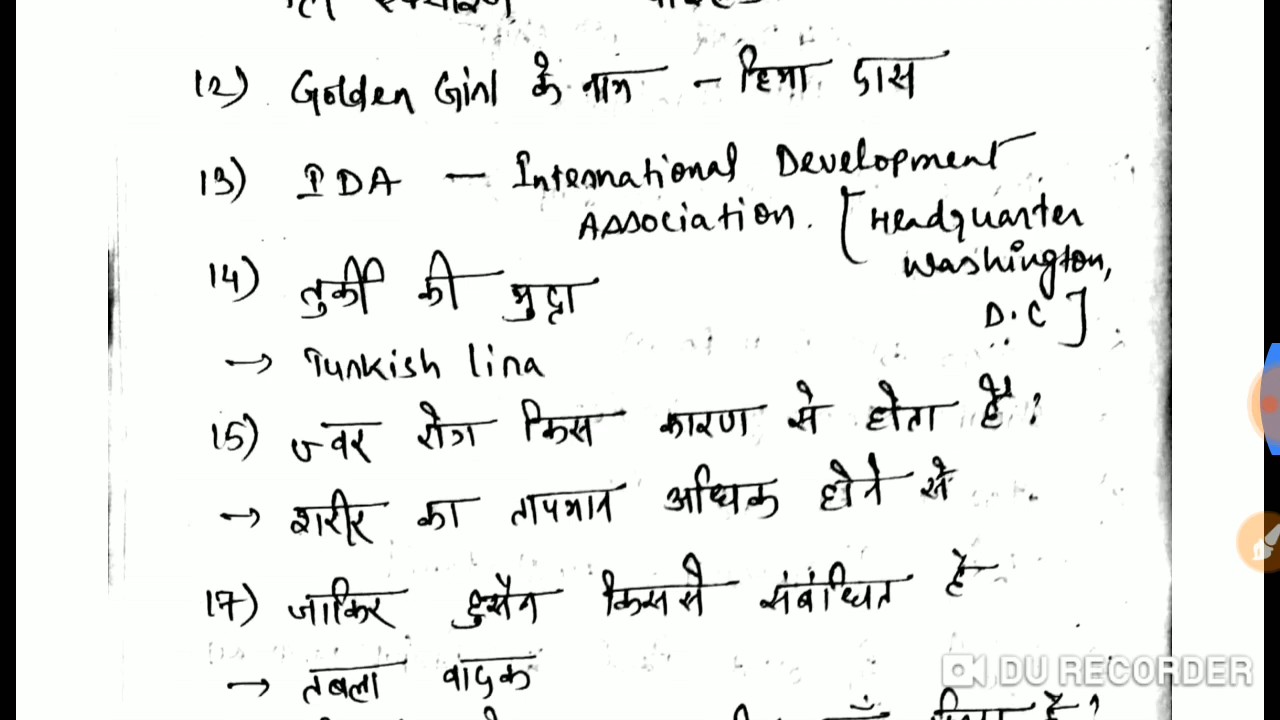 12) Golden Girl के नाम - हिमा दास
13) IDA - International Development
Association. [Headquarter
Washington,
D.C]
14) तुर्की की मुद्रा
→ Turkish lira
15) ज्वर रोग किस कारण से होता है?
→ शरीर का तापमान अधिक होने से
17) जाकिर हुसैन किससे संबंधित है
→ तबला वादक
DU RECORDER